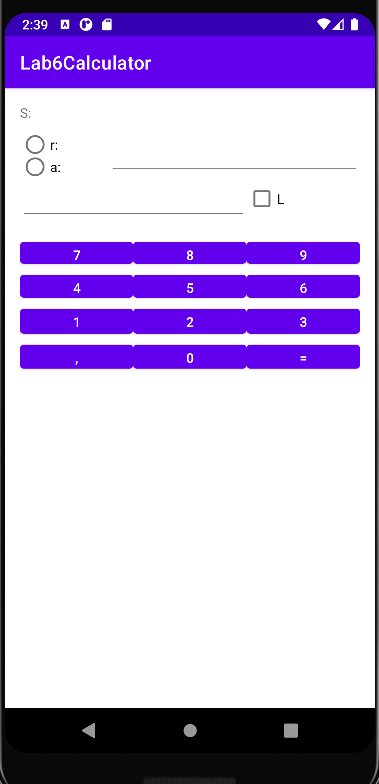 2:39
Lab6Calculator
S:
r:
a:
L
7 8 9
4 5 6
1 2 3
, 0 =